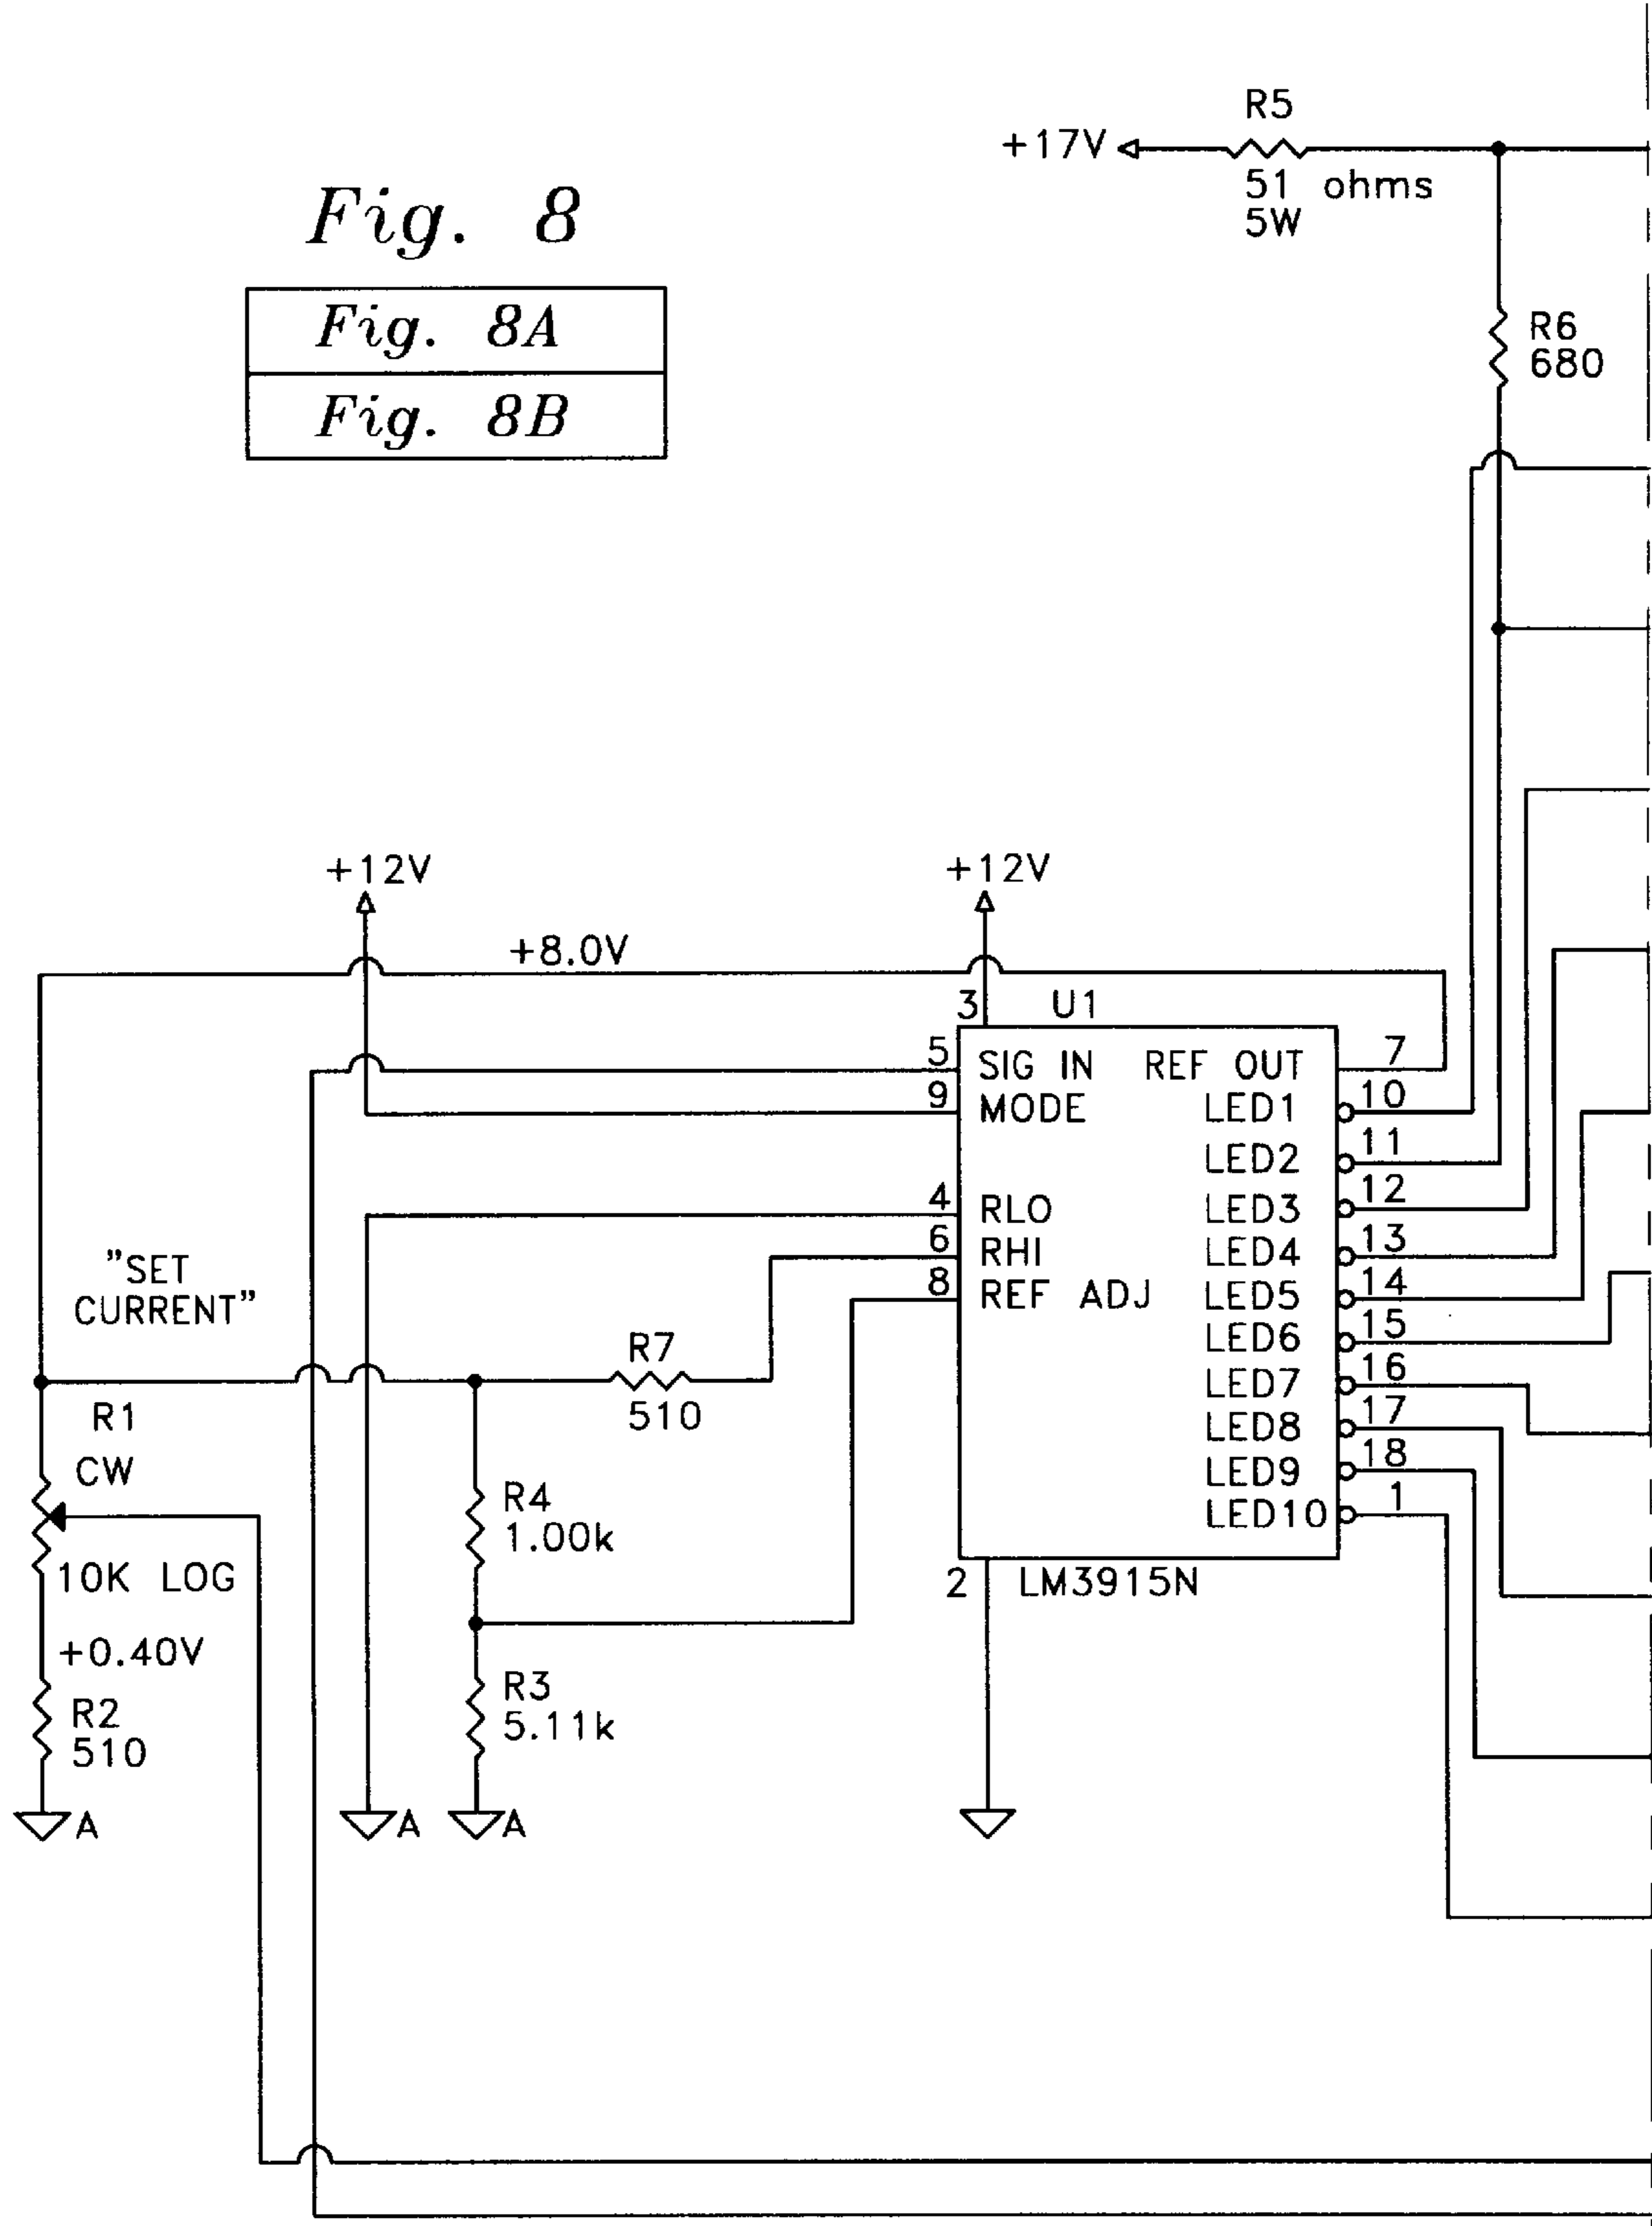 R5
+17V
51 ohms
5W
Fig. 8
Fig. 8A
Fig. 8B
R6
680
+12V
+12V
+8.0V
3
U1
5
SIG IN
REF OUT
7
9
MODE
LED1
10
LED2
11
4
RLO
LED3
12
6
RHI
LED4
13
8
REF ADJ
LED5
14
LED6
15
LED7
16
LED8
17
LED9
18
LED10
1
2
LM3915N
"SET
CURRENT"
R7
510
R1
CW
10K LOG
R4
1.00k
+0.40V
R2
510
R3
5.11k
A
A
A